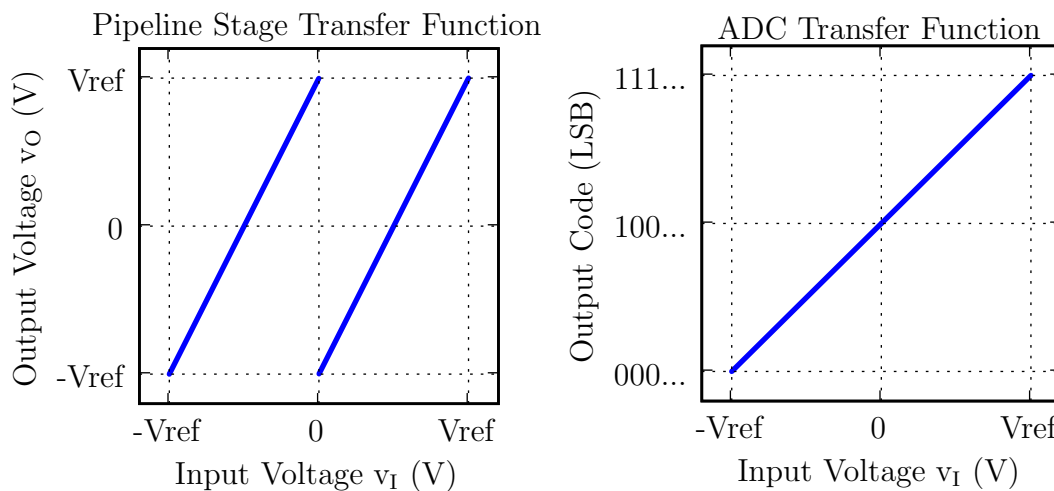 Pipeline Stage Transfer Function
Output Voltage vO (V)
Vref
0
-Vref
-Vref 0 Vref
Input Voltage vI (V)
ADC Transfer Function
Output Code (LSB)
111...
100...
000...
-Vref 0 Vref
Input Voltage vI (V)